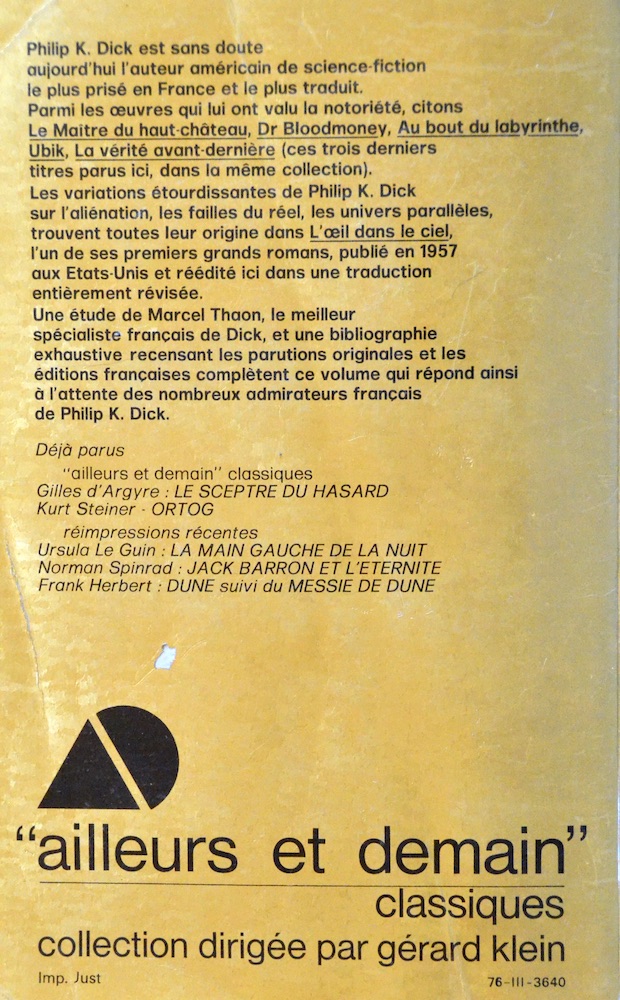 Philip K. Dick est sans doute
aujourd'hui l'auteur américain de science-fiction
le plus prisé en France et le plus traduit.
Parmi les œuvres qui lui ont valu la notoriété, citons
Le Maitre du haut-château, Dr Bloodmoney, Au bout du labyrinthe,
Ubik, La vérité avant-dernière (ces trois derniers
titres parus ici, dans la même collection).
Les variations étourdissantes de Philip K. Dick
sur l'aliénation, les failles du réel, les univers parallèles,
trouvent toutes leur origine dans L'œil dans le ciel,
l'un de ses premiers grands romans, publié en 1957
aux Etats-Unis et réédité ici dans une traduction
entièrement révisée.
Une étude de Marcel Thaon, le meilleur
spécialiste français de Dick, et une bibliographie
exhaustive recensant les parutions originales et les
éditions françaises complètent ce volume qui répond ainsi
à l'attente des nombreux admirateurs français
de Philip K. Dick.
Déjà parus
"ailleurs et demain" classiques
Gilles d'Argyre : LE SCEPTRE DU HASARD
Kurt Steiner - ORTOG
réimpressions récentes
Ursula Le Guin : LA MAIN GAUCHE DE LA NUIT
Norman Spinrad : JACK BARRON ET L'ETERNITE
Frank Herbert : DUNE suivi du MESSIE DE DUNE
"ailleurs et demain"
classiques
collection dirigée par gérard klein
Imp. Just 76-III-3640